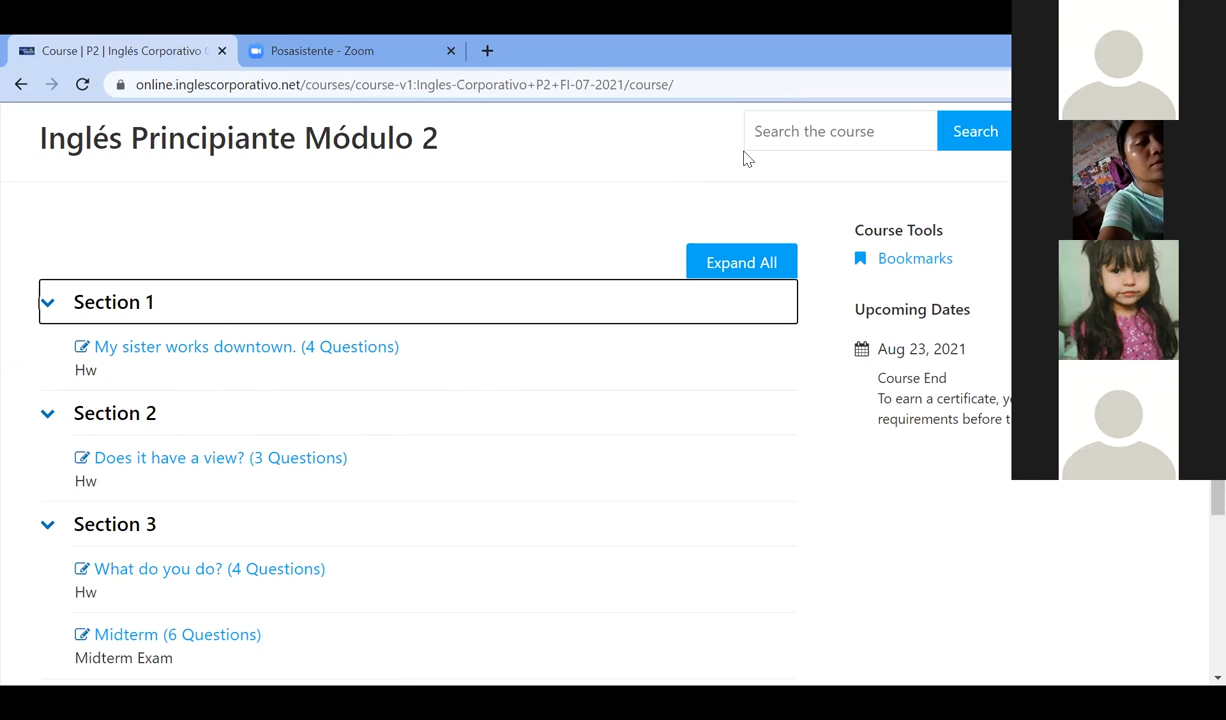 Course | P2 | Inglés Corporativo
Posasistente - Zoom
online.inglescorporativo.net/courses/course-v1:Ingles-Corporativo+P2+FI-07-2021/course/
Inglés Principiante Módulo 2
Search the course
Search
Expand All
Section 1
My sister works downtown. (4 Questions)
Hw
Section 2
Does it have a view? (3 Questions)
Hw
Section 3
What do you do? (4 Questions)
Hw
Midterm (6 Questions)
Midterm Exam
Course Tools
Bookmarks
Upcoming Dates
Aug 23, 2021
Course End
To earn a certificate,
requirements before